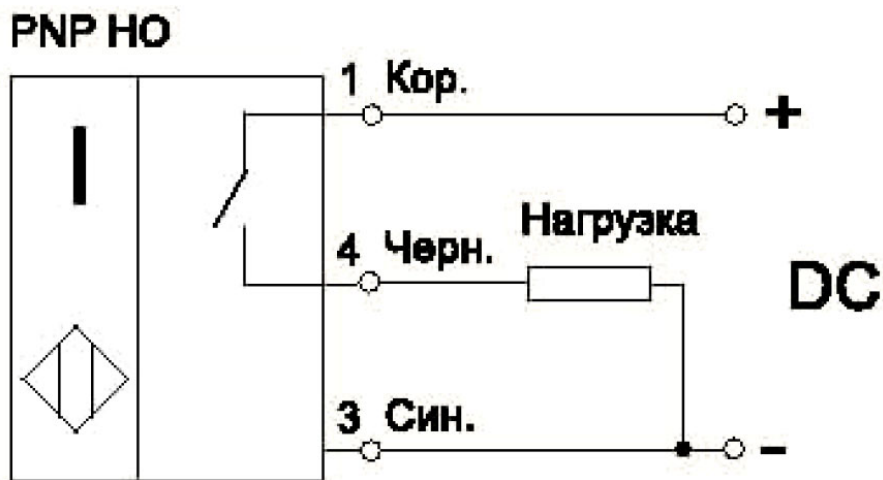 PNP НО
1 Кор.
+
I
Нагрузка
4 Черн.
DC
3 Син.
-